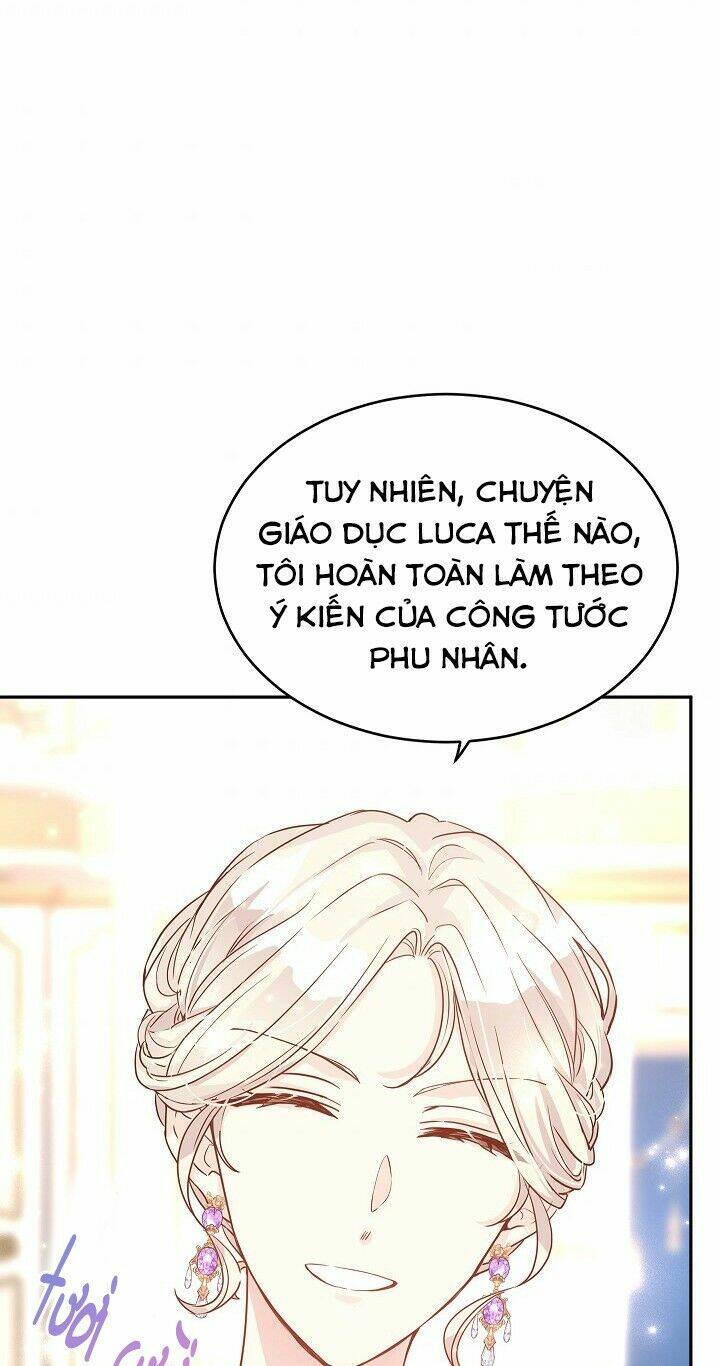 TUY NHIÊN, CHUYỆN
GIÁO DỤC LUCA THẾ NÀO,
TÔI HOÀN TOÀN LÀM THEO
Ý KIẾN CỦA CÔNG TƯỚC
PHU NHÂN.
tươi